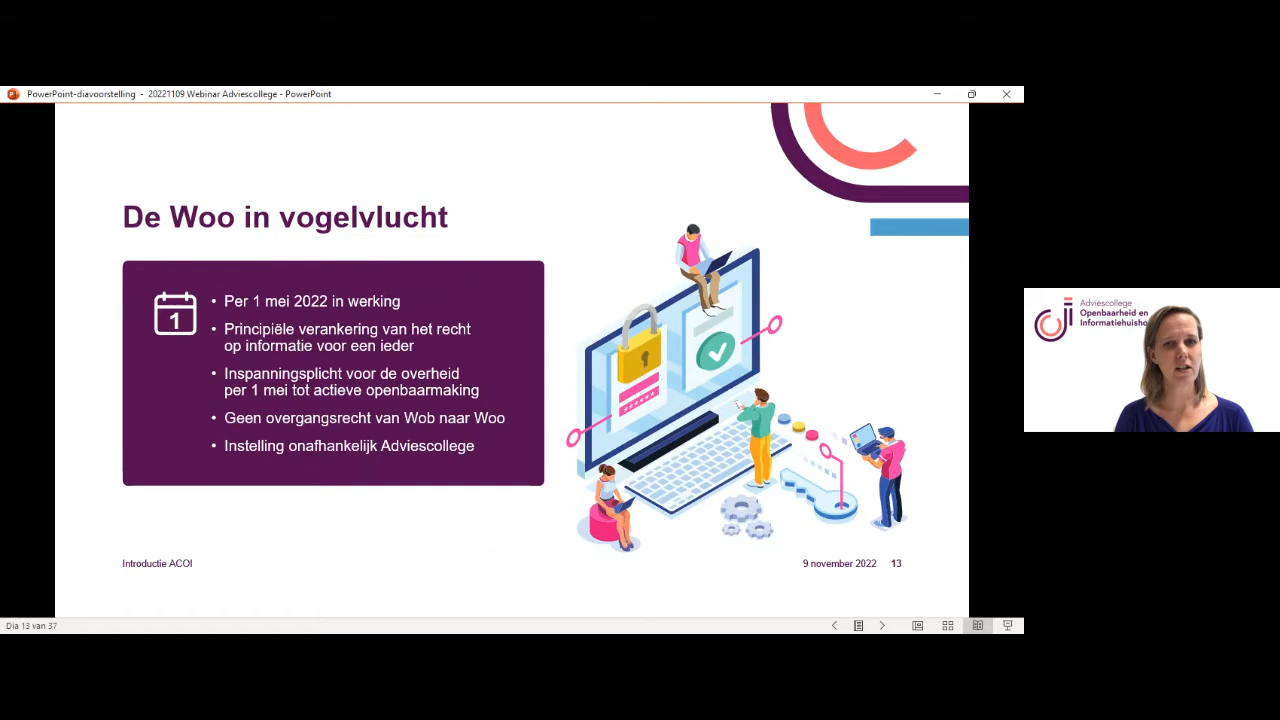 PowerPoint-diavoorstelling - 20221109 Webinar Adviescollege - PowerPoint
De Woo in vogelvlucht
1
• Per 1 mei 2022 in werking
• Principiële verankering van het recht
op informatie voor een ieder
• Inspanningsplicht voor de overheid
per 1 mei tot actieve openbaarmaking
• Geen overgangsrecht van Wob naar Woo
• Instelling onafhankelijk Adviescollege
Introductie ACOI
9 november 2022 13
Dia 13 van 37
Adviescollege
Openbaarheid en
Informatiehuisho